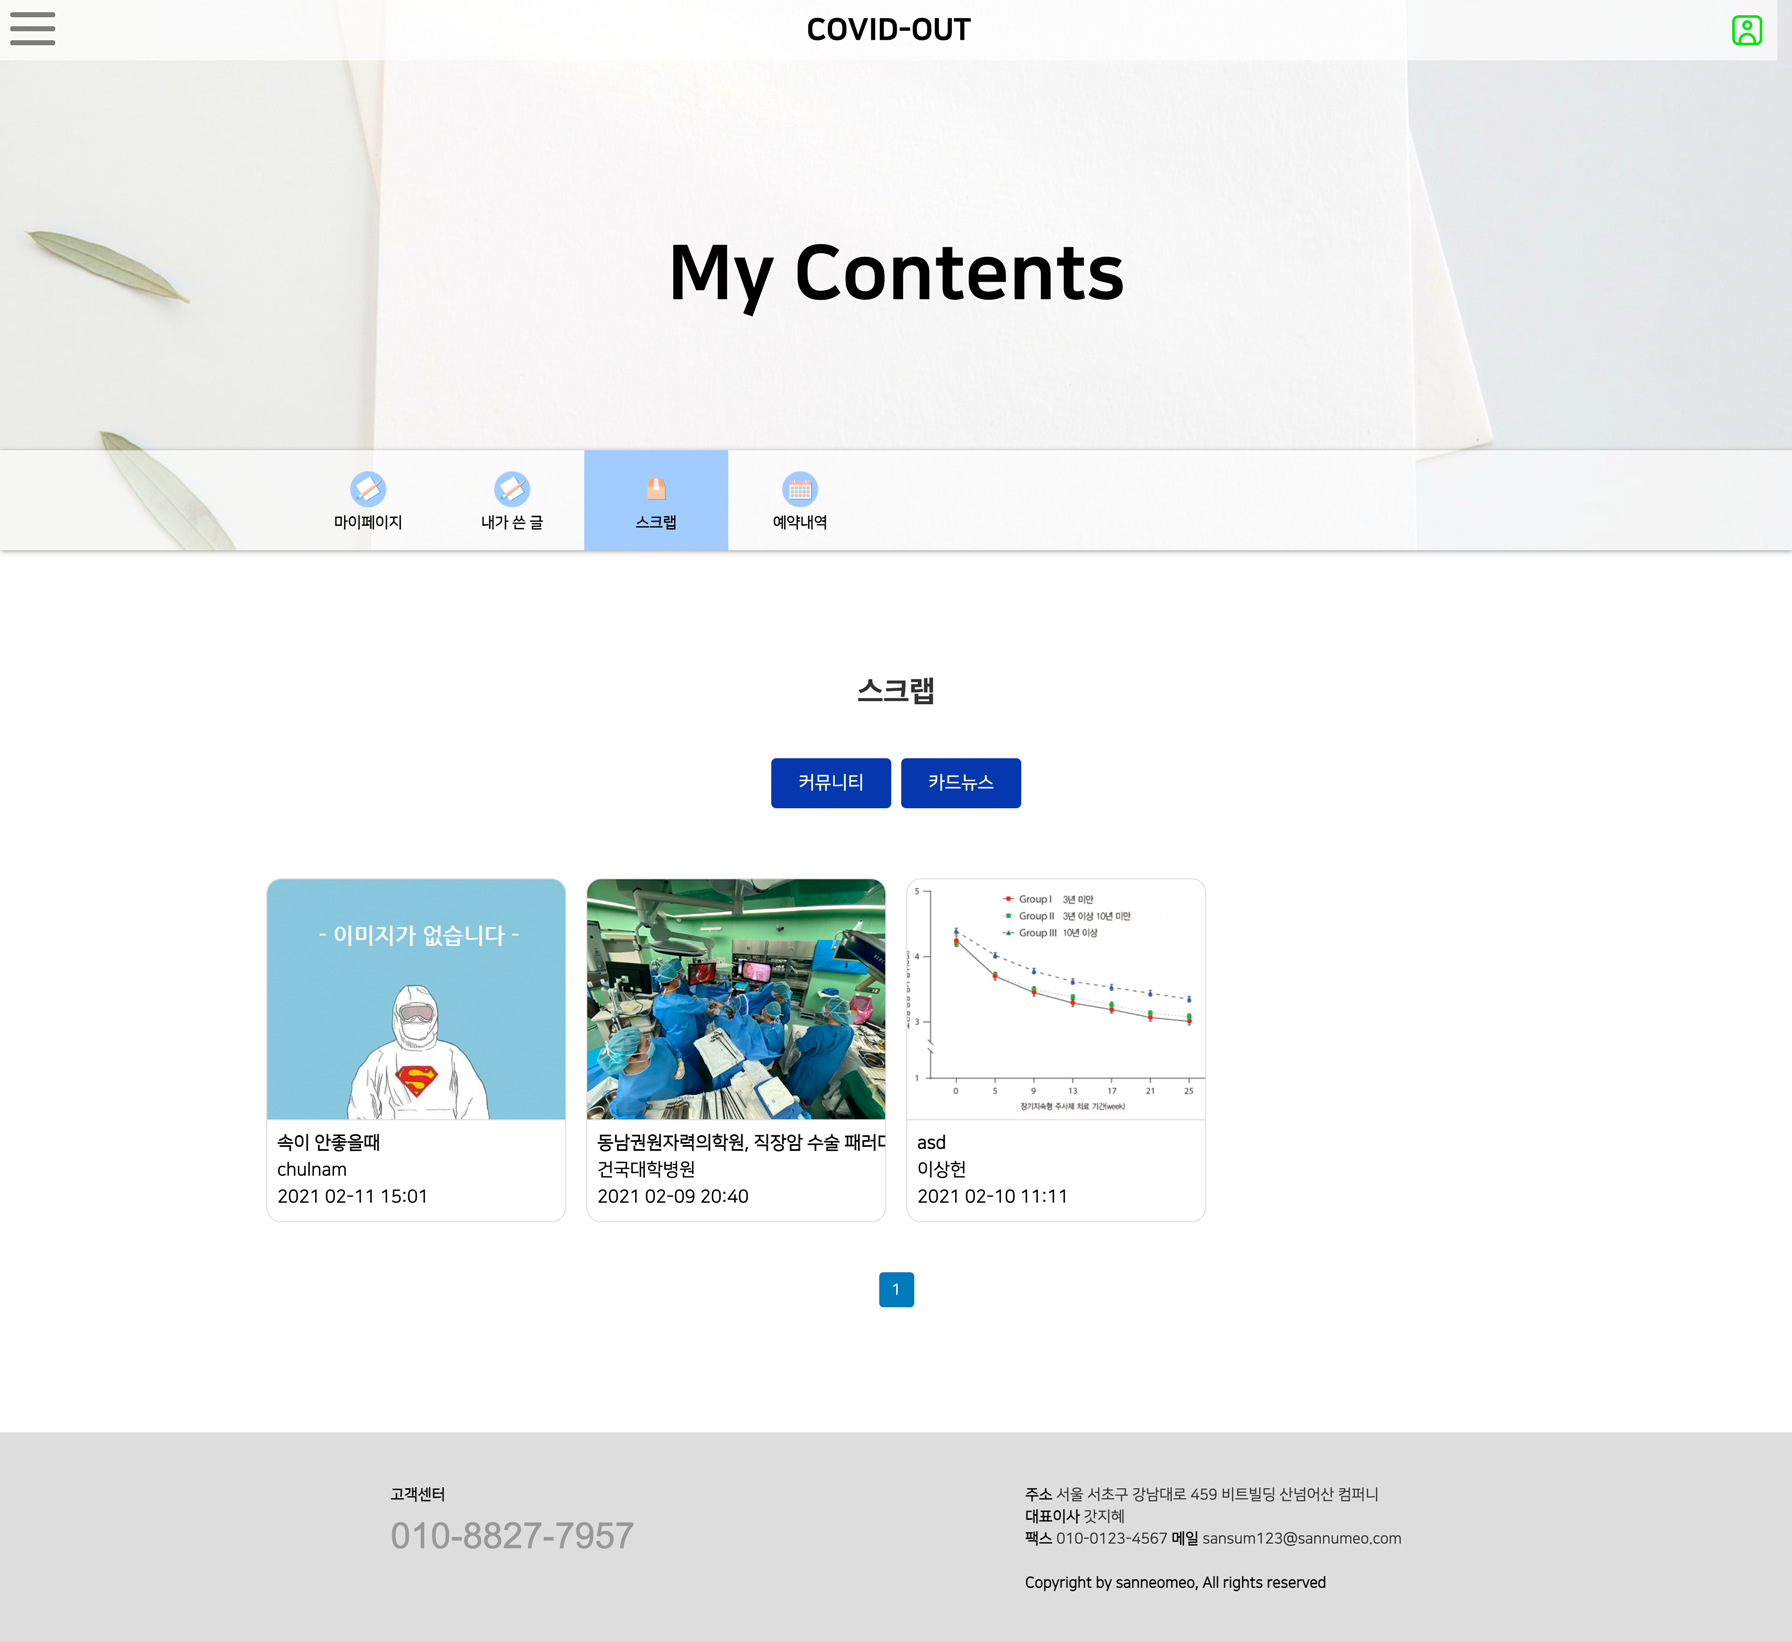 COVID-OUT
My Contents
마이페이지
내가 쓴 글
스크랩
예약내역
스크랩
커뮤니티
카드뉴스
- 이미지가 없습니다 -
속이 안좋을때
chulnam
2021 02-11 15:01
동남권원자력의학원, 직장암 수술 패러다
건국대학병원
2021 02-09 20:40
5
Group I 3년 미만
Group II 3년 이상 10년 미만
Group III 10년 이상
4
3
1
0 5 9 13 17 21 25
장기지속형 주사제 치료 기간(week)
asd
이상헌
2021 02-10 11:11
1
고객센터
010-8827-7957
주소 서울 서초구 강남대로 459 비트빌딩 산넘어산 컴퍼니
대표이사 갓지혜
팩스 010-0123-4567 메일 sansum123@sannumeo.com
Copyright by sanneomeo, All rights reserved